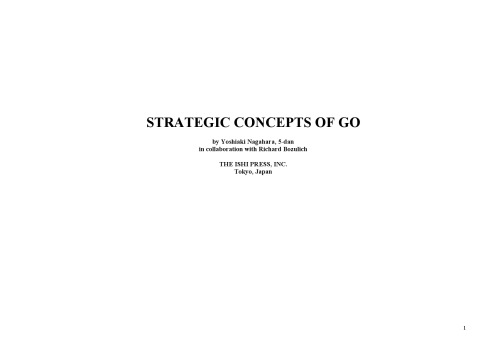 STRATEGIC CONCEPTS OF GO
by Yoshiaki Nagahara, 5-dan
in collaboration with Richard Bozulich
THE ISHI PRESS, INC.
Tokyo, Japan
1